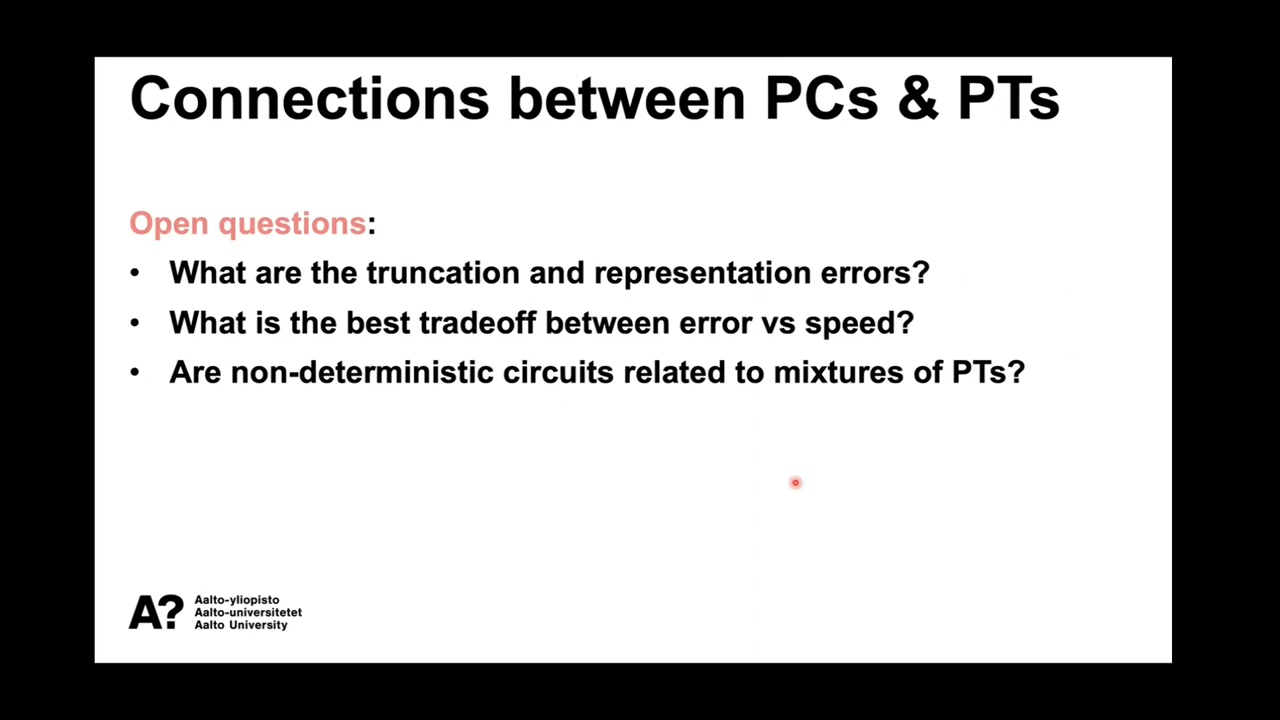 Connections between PCs & PTs
Open questions:
• What are the truncation and representation errors?
• What is the best tradeoff between error vs speed?
• Are non-deterministic circuits related to mixtures of PTs?
A?
Aalto-yliopisto
Aalto-universitetet
Aalto University